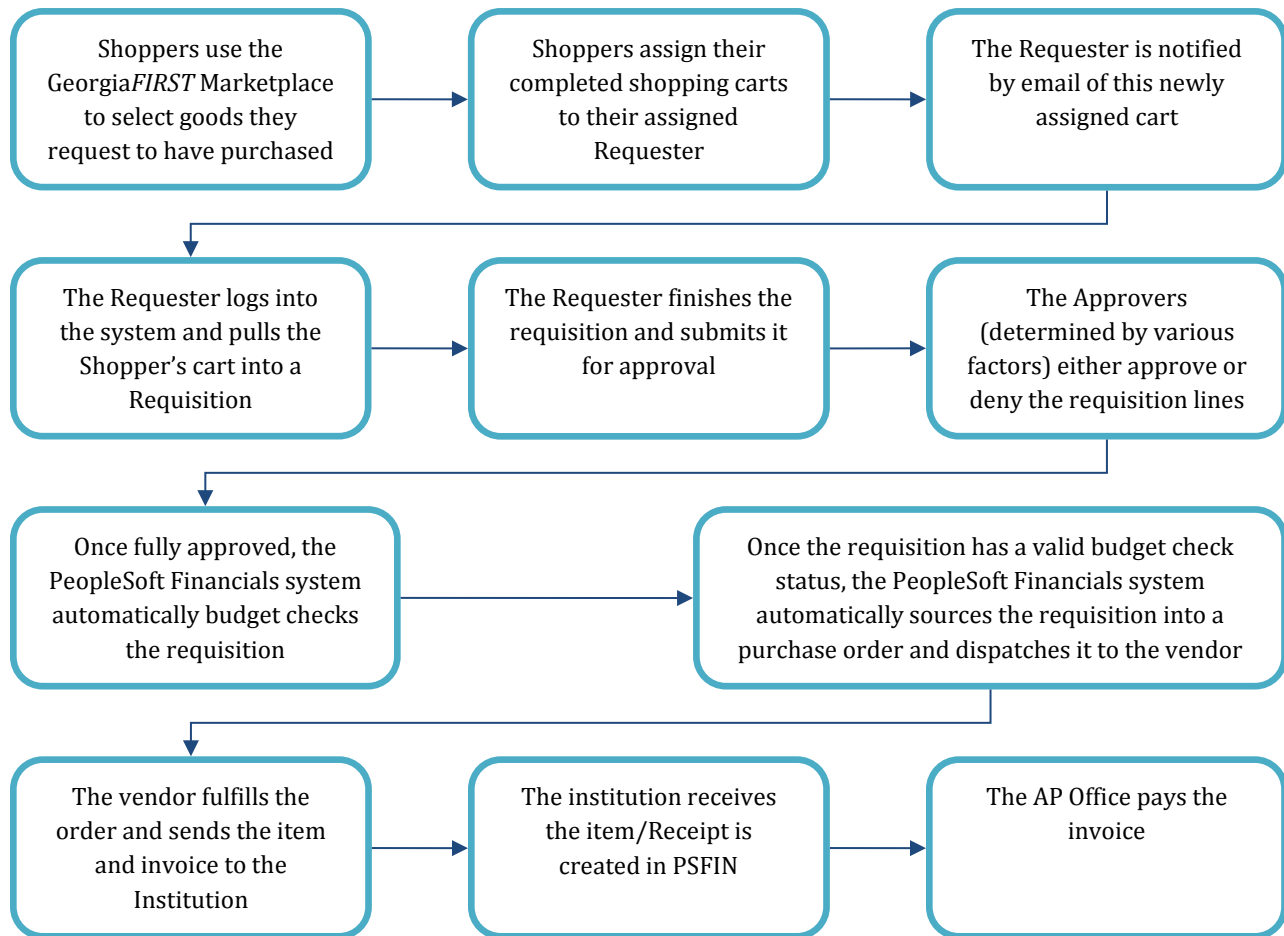 Shoppers use the
GeorgiaFIRST Marketplace
to select goods they
request to have purchased
Shoppers assign their
completed shopping carts
to their assigned
Requester
The Requester is notified
by email of this newly
assigned cart
The Requester logs into
the system and pulls the
Shopper’s cart into a
Requisition
The Requester finishes the
requisition and submits it
for approval
The Approvers
(determined by various
factors) either approve or
deny the requisition lines
Once fully approved, the
PeopleSoft Financials system
automatically budget checks
the requisition
Once the requisition has a valid budget check
status, the PeopleSoft Financials system
automatically sources the requisition into a
purchase order and dispatches it to the vendor
The vendor fulfills the
order and sends the item
and invoice to the
Institution
The institution receives
the item/Receipt is
created in PSFIN
The AP Office pays the
invoice